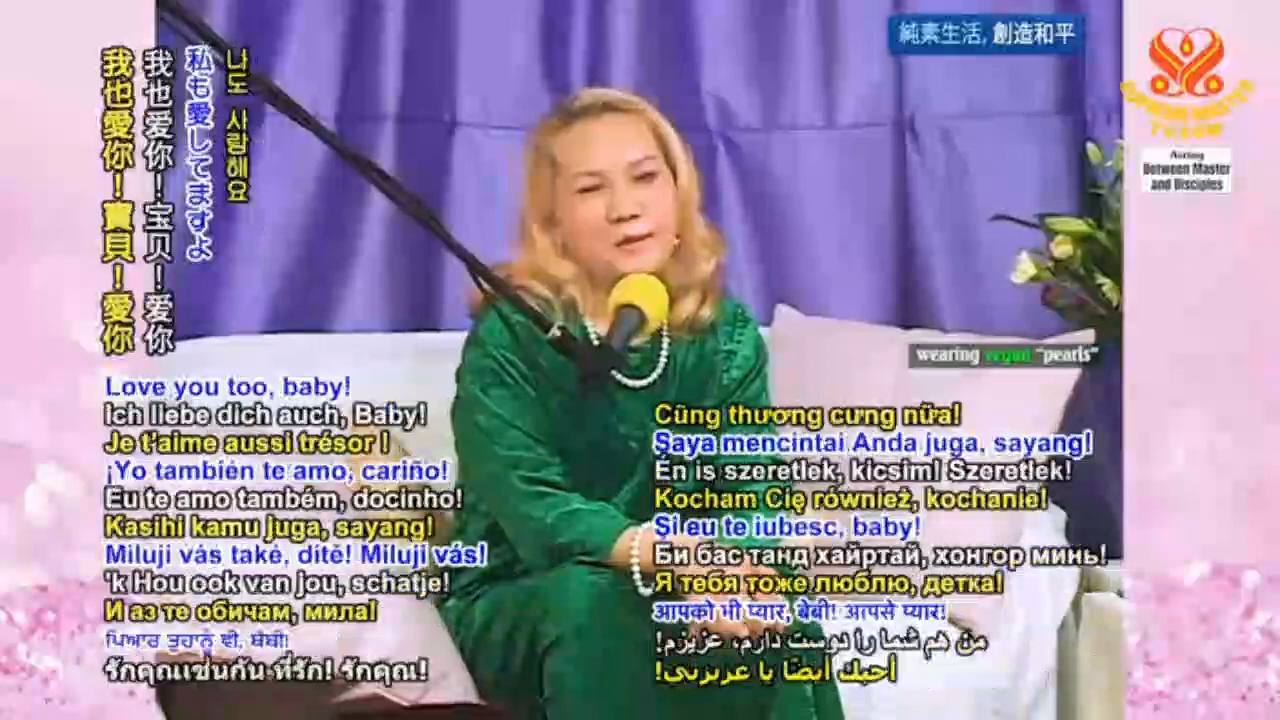 純素生活, 創造和平
SUPREME MASTER
TV.COM
Airing
Between Master
and Disciples
나도 사랑해요
私も愛してますよ
我也爱你！宝贝！爱你
我也愛你！寶貝！愛你
wearing vegan "pearls"
Love you too, baby!
Ich liebe dich auch, Baby!
Je t'aime aussi trésor !
¡Yo también te amo, cariño!
Eu te amo também, docinho!
Kasihi kamu juga, sayang!
Miluji vás také, dítě! Miluji vás!
'k Hou ook van jou, schatje!
И аз те обичам, мила!
ਪਿਆਰ ਤੁਹਾਨੂੰ ਵੀ, ਬੇਬੀ!
รักคุณเช่นกัน ที่รัก! รักคุณ!
Cũng thương cưng nữa!
Saya mencintai Anda juga, sayang!
Én is szeretlek, kicsim! Szeretlek!
Kocham Cię również, kochanie!
Și eu te iubesc, baby!
Би бас танд хайртай, хонгор минь!
Я тебя тоже люблю, детка!
आपको भी प्यार, बेबी! आपसे प्यार!
من هم شما را دوست دارم، عزیزم!
أحبك أيضًا يا عزيزتي!